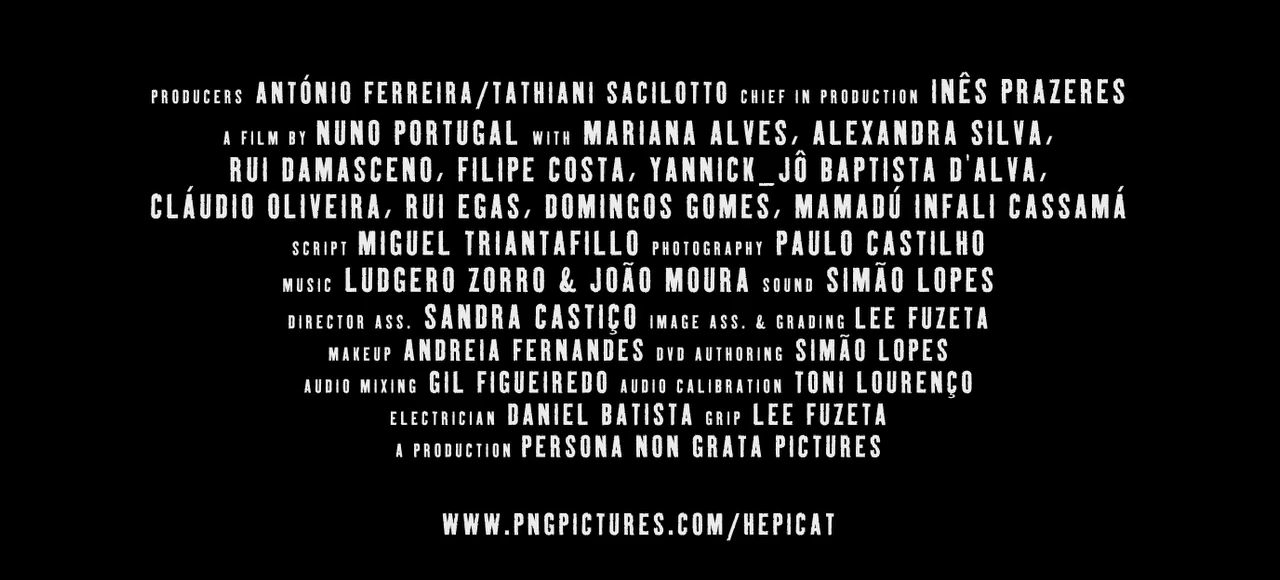 PRODUCERS ANTÓNIO FERREIRA/TATHIANI SACILOTTO CHIEF IN PRODUCTION INÊS PRAZERES
A FILM BY NUNO PORTUGAL WITH MARIANA ALVES, ALEXANDRA SILVA,
RUI DAMASCENO, FILIPE COSTA, YANNICK_JÔ BAPTISTA D'ALVA,
CLÁUDIO OLIVEIRA, RUI EGAS, DOMINGOS GOMES, MAMADÚ INFALI CASSAMÁ
SCRIPT MIGUEL TRIANTAFILLO PHOTOGRAPHY PAULO CASTILHO
MUSIC LUDGERO ZORRO & JOÃO MOURA SOUND SIMÃO LOPES
DIRECTOR ASS. SANDRA CASTIÇO IMAGE ASS. & GRADING LEE FUZETA
MAKEUP ANDREIA FERNANDES DVD AUTHORING SIMÃO LOPES
AUDIO MIXING GIL FIGUEIREDO AUDIO CALIBRATION TONI LOURENÇO
ELECTRICIAN DANIEL BATISTA GRIP LEE FUZETA
A PRODUCTION PERSONA NON GRATA PICTURES
WWW.PNGPICTURES.COM/HEPICAT